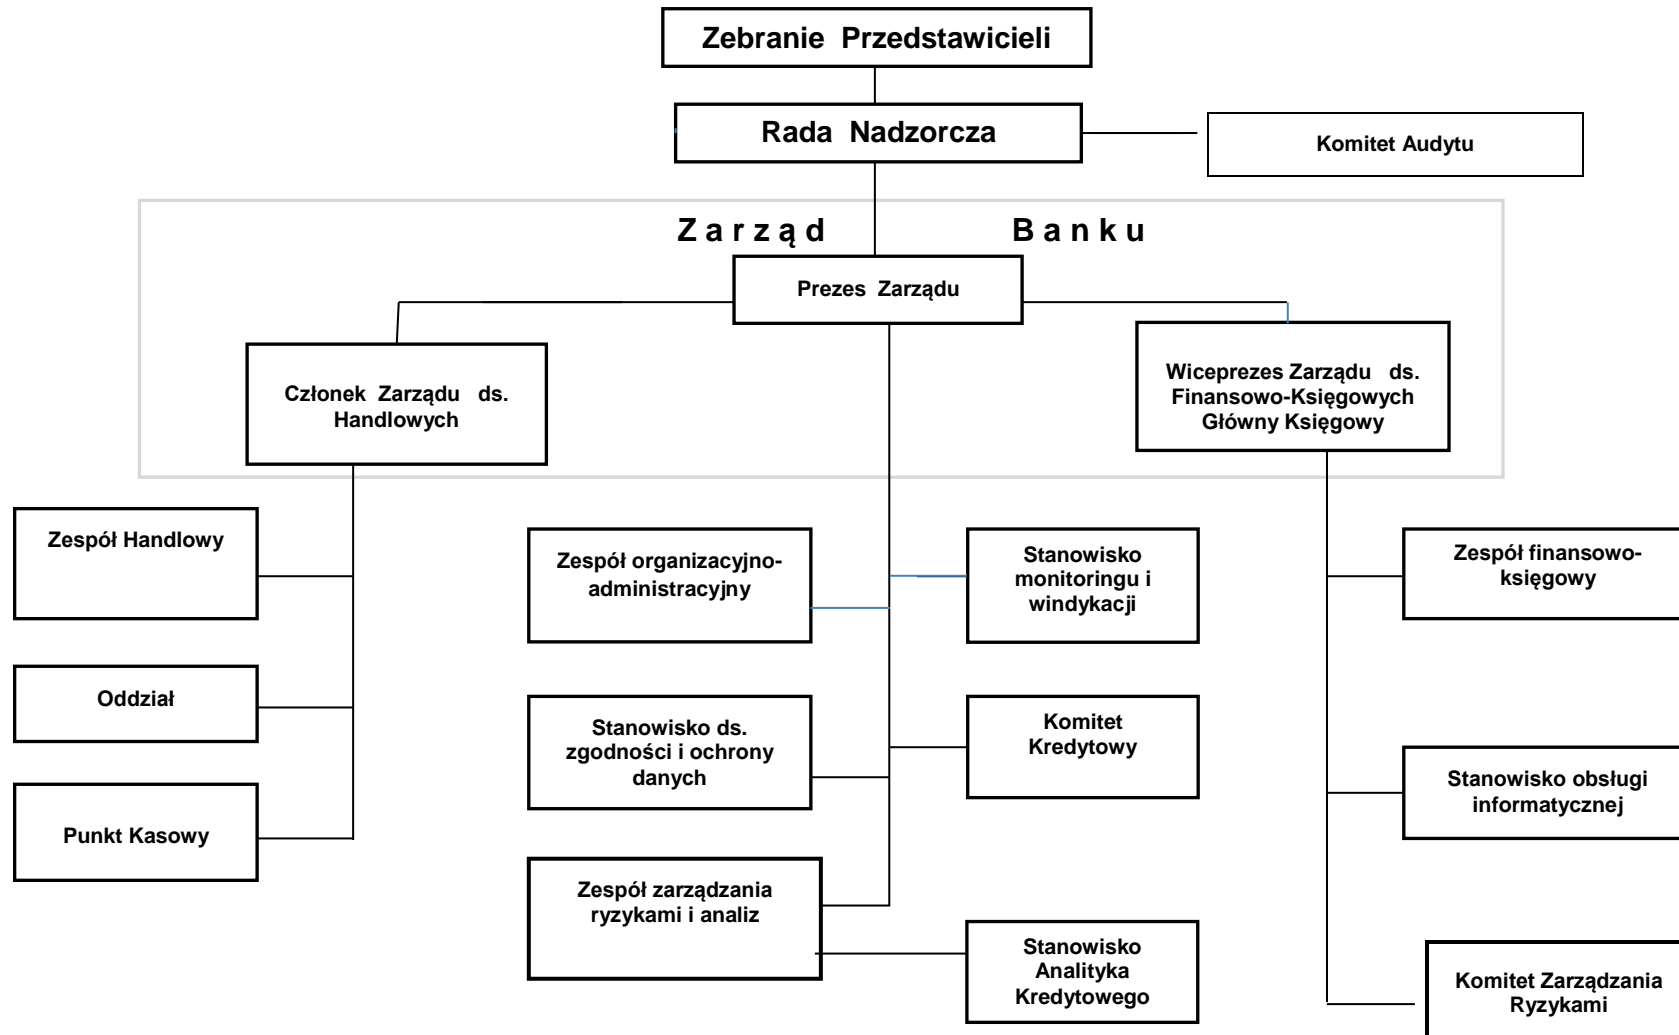 Zebranie Przedstawicieli
Rada Nadzorcza
Komitet Audytu
Zarząd Banku
Prezes Zarządu
Członek Zarządu ds.
Handlowych
Wiceprezes Zarządu ds.
Finansowo-Księgowych
Główny Księgowy
Zespół Handlowy
Oddział
Punkt Kasowy
Zespół organizacyjno-
administracyjny
Stanowisko ds.
zgodności i ochrony
danych
Zespół zarządzania
ryzykami i analiz
Stanowisko
monitoringu i
windykacji
Komitet
Kredytowy
Stanowisko
Analityka
Kredytowego
Zespół finansowo-
księgowy
Stanowisko obsługi
informatycznej
Komitet Zarządzania
Ryzykami